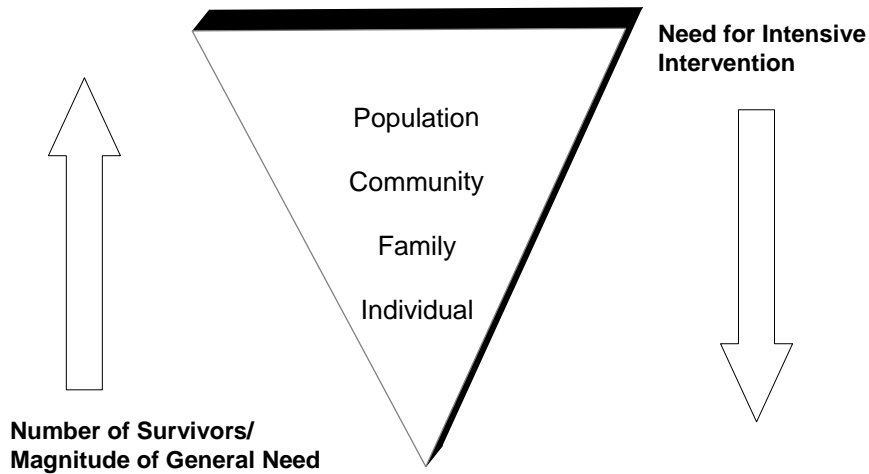 Need for Intensive
Intervention
Population
Community
Family
Individual
Number of Survivors/
Magnitude of General Need